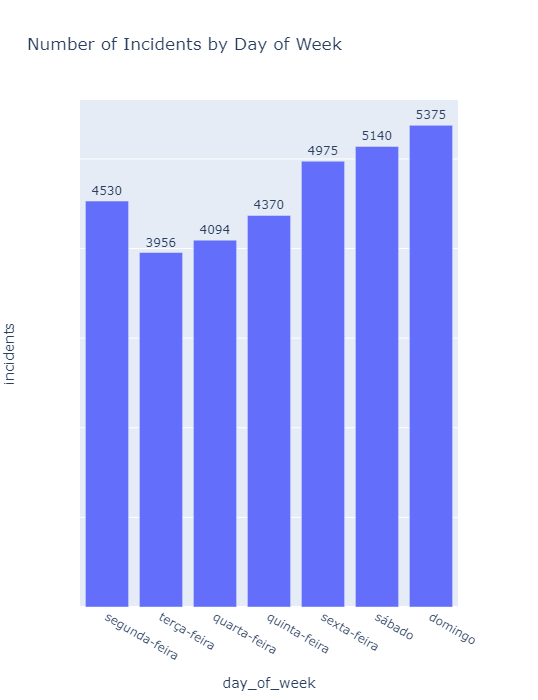 Number of Incidents by Day of Week
5375
5140
4975
4530
4370
4094
3956
incidents
segunda-feira
terça-feira
quarta-feira
quinta-feira
sexta-feira
sábado
domingo
day_of_week